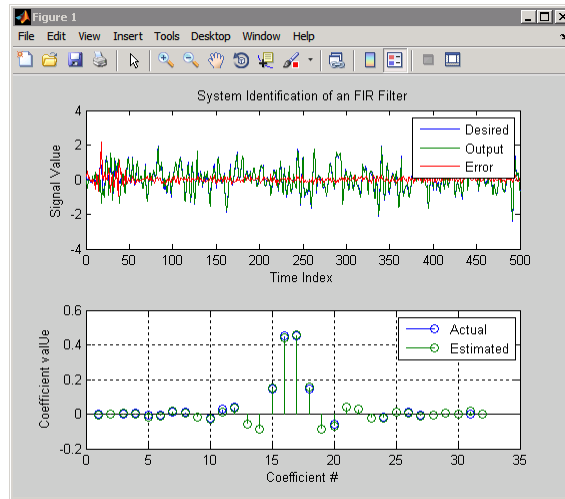 Figure 1
File Edit View Insert Tools Desktop Window Help
System Identification of an FIR Filter
4
2
0
-2
-4
Signal Value
Desired
Output
Error
0 50 100 150 200 250 300 350 400 450 500
Time Index
0.6
0.4
0.2
0
-0.2
Coefficient valUe
Actual
Estimated
0 5 10 15 20 25 30 35
Coefficient #